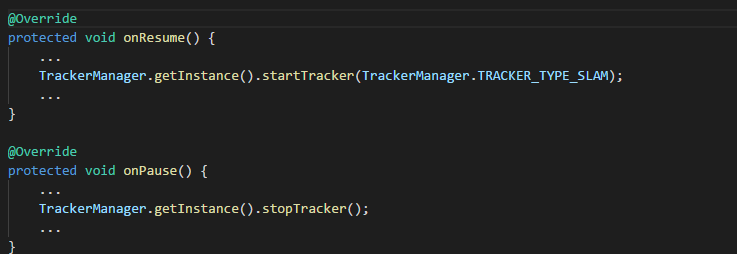 @Override
protected void onResume() {
...
TrackerManager.getInstance().startTracker(TrackerManager.TRACKER_TYPE_SLAM);
...
}
@Override
protected void onPause() {
...
TrackerManager.getInstance().stopTracker();
...
}